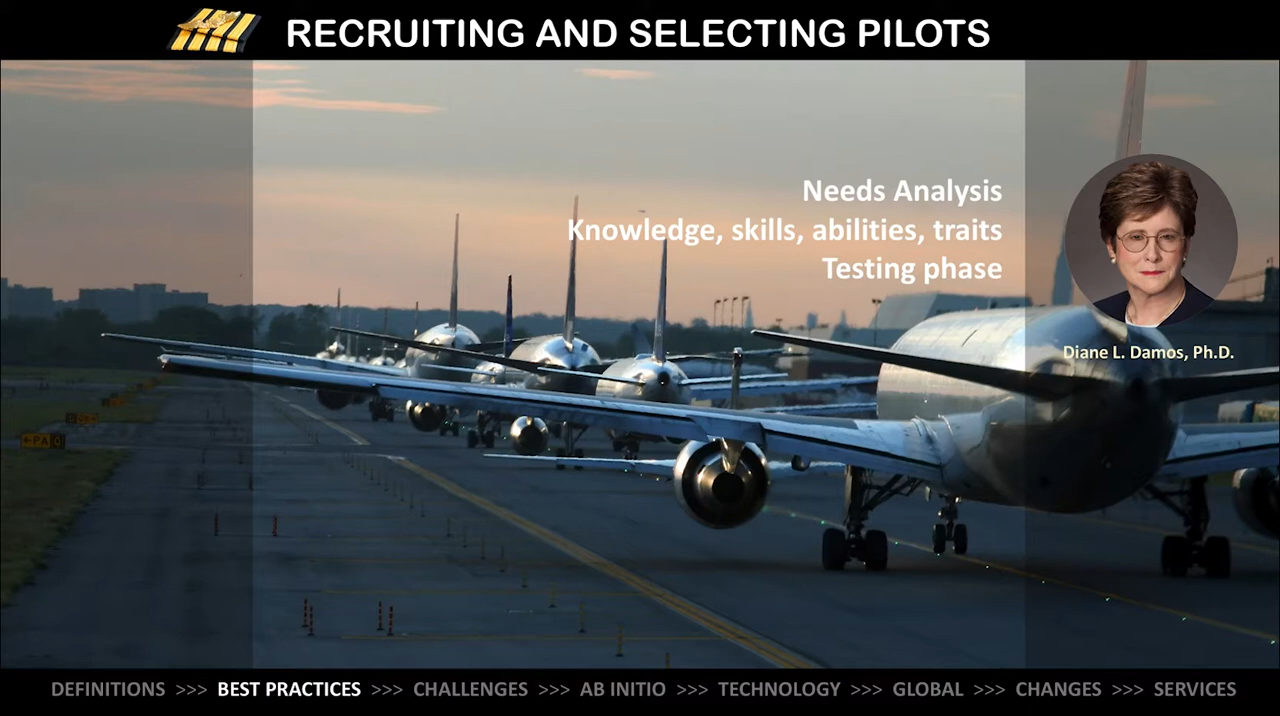 RECRUITING AND SELECTING PILOTS
Needs Analysis
Knowledge, skills, abilities, traits
Testing phase
Diane L. Damos, Ph.D.
DEFINITIONS >>> BEST PRACTICES >>> CHALLENGES >>> AB INITIO >>> TECHNOLOGY >>> GLOBAL >>> CHANGES >>> SERVICES